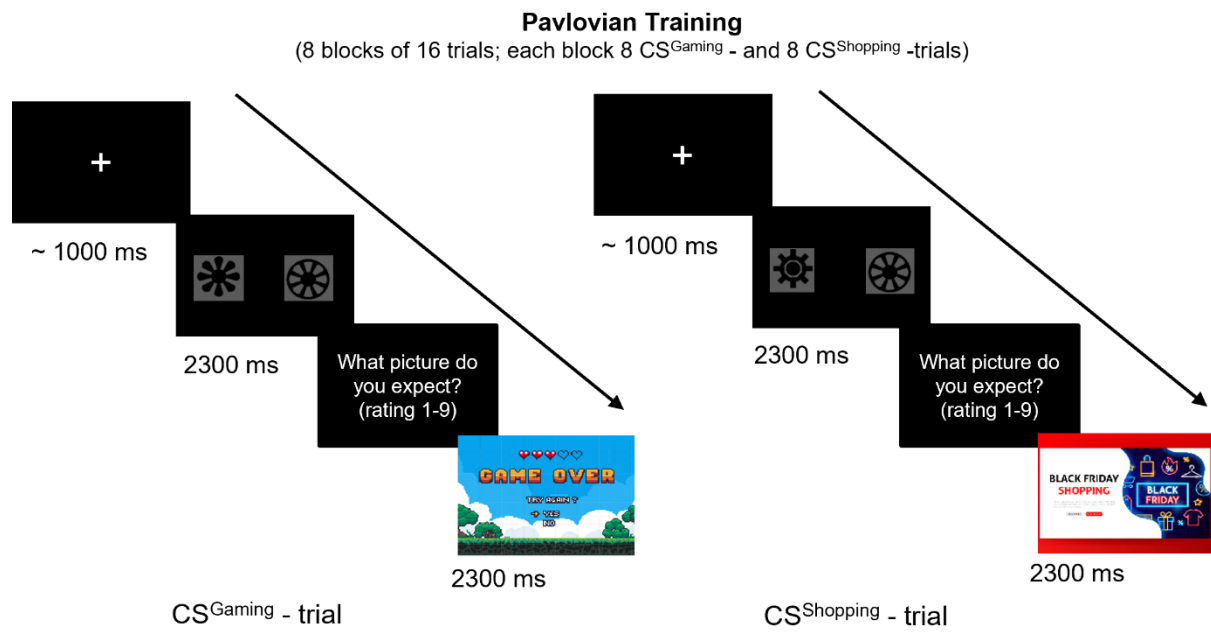 Pavlovian Training
(8 blocks of 16 trials; each block 8 CSGaming - and 8 CSShopping -trials)
+
~ 1000 ms
2300 ms
What picture do
you expect?
(rating 1-9)
GAME OVER
TRY AGAIN ?
YES
NO
2300 ms
CSGaming - trial
+
~ 1000 ms
2300 ms
What picture do
you expect?
(rating 1-9)
BLACK FRIDAY
SHOPPING
BLACK
FRIDAY
2300 ms
CSShopping - trial